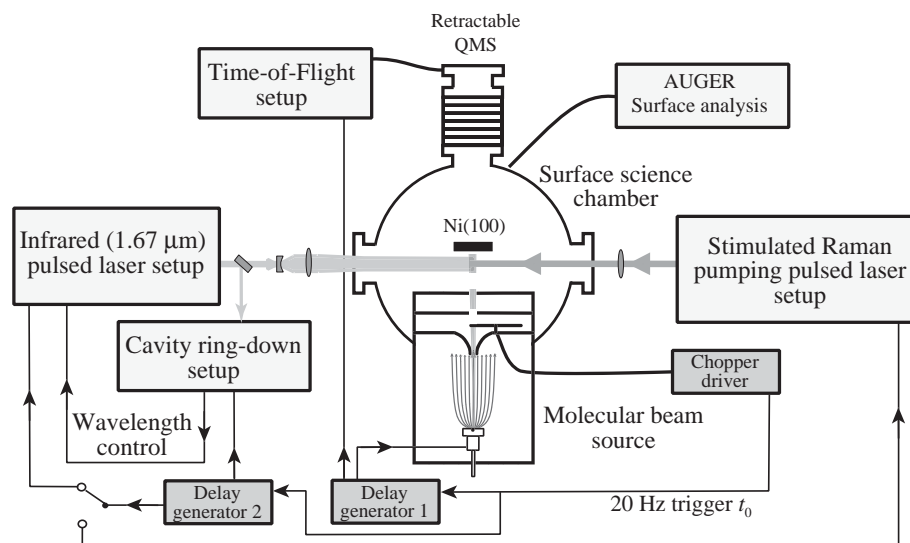 Retractable
QMS
Time-of-Flight
setup
AUGER
Surface analysis
Surface science
chamber
Ni(100)
Infrared (1.67 μm)
pulsed laser setup
Stimulated Raman
pumping pulsed laser
setup
Cavity ring-down
setup
Chopper
driver
Wavelength
control
Molecular beam
source
Delay
generator 2
Delay
generator 1
20 Hz trigger t₀